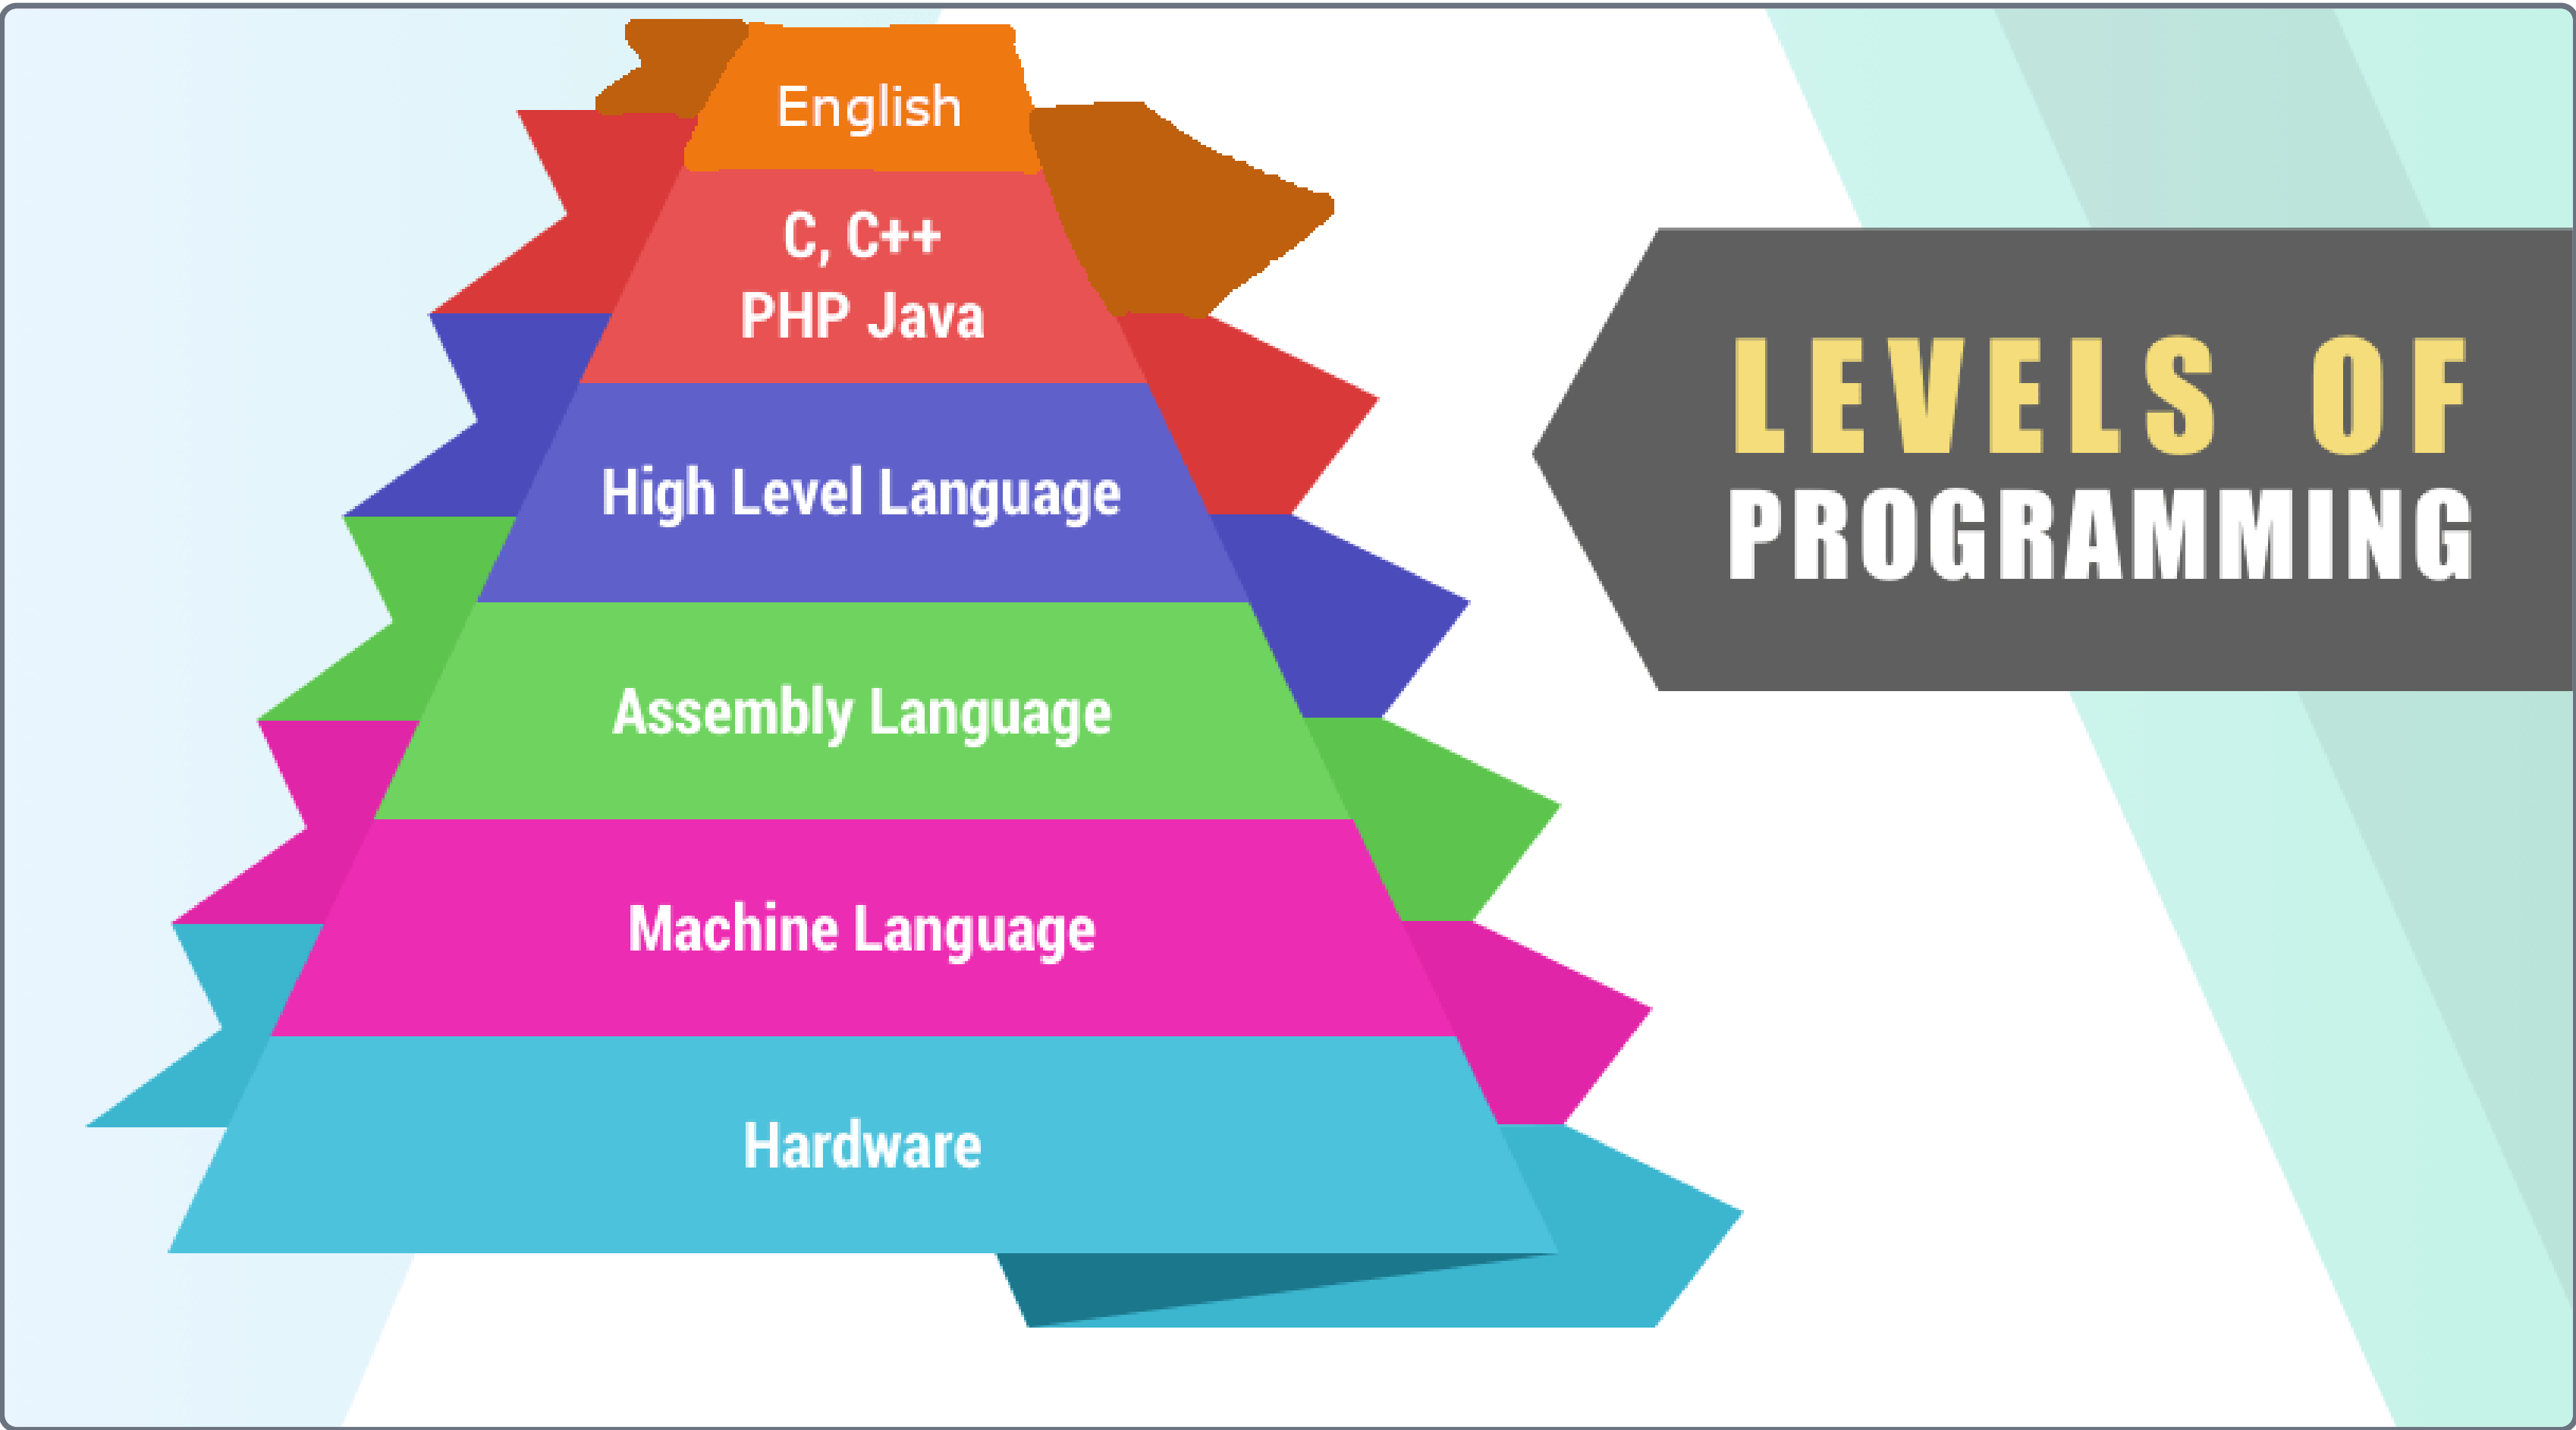 English
C, C++
PHP Java
High Level Language
Assembly Language
Machine Language
Hardware
LEVELS OF
PROGRAMMING